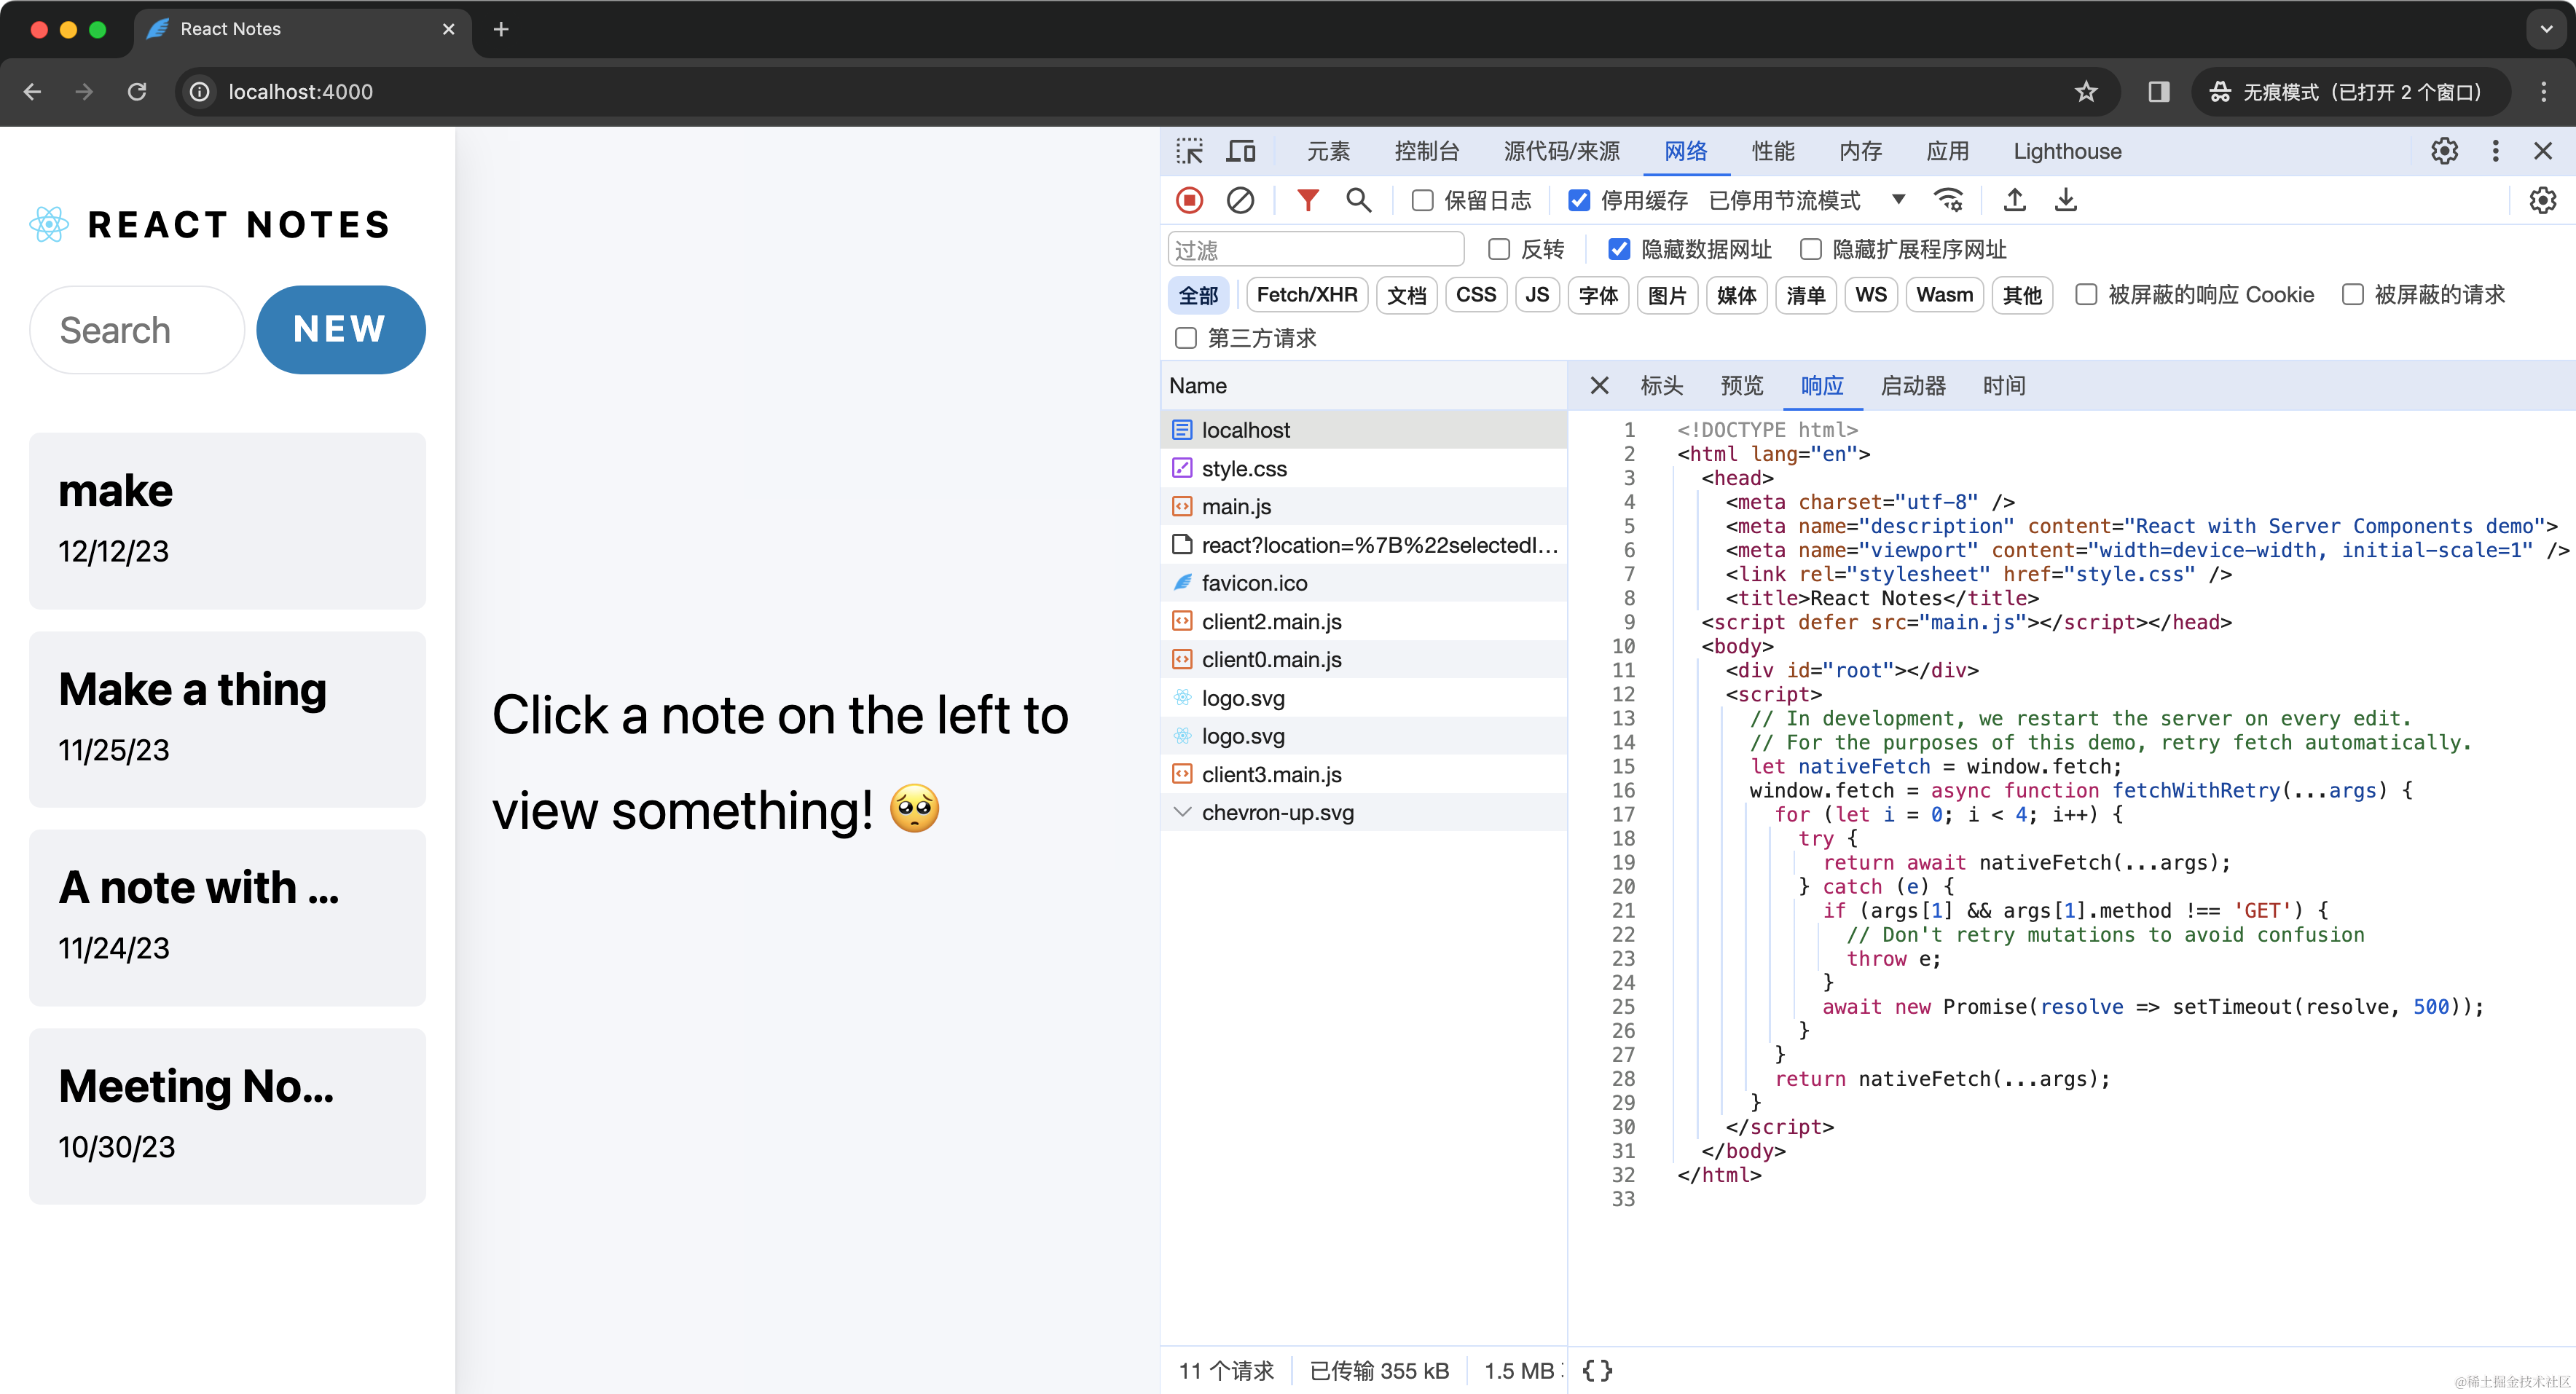 React Notes
localhost:4000
无痕模式（已打开 2 个窗口）
REACT NOTES
Search
NEW
make
12/12/23
Make a thing
11/25/23
A note with ...
11/24/23
Meeting No...
10/30/23
Click a note on the left to
view something! 🥺
元素 控制台 源代码/来源 网络 性能 内存 应用 Lighthouse
保留日志 停用缓存 已停用节流模式
过滤 反转 隐藏数据网址 隐藏扩展程序网址
全部 Fetch/XHR 文档 CSS JS 字体 图片 媒体 清单 WS Wasm 其他 被屏蔽的响应 Cookie 被屏蔽的请求
第三方请求
Name
localhost
style.css
main.js
react?location=%7B%22selectedI...
favicon.ico
client2.main.js
client0.main.js
logo.svg
logo.svg
client3.main.js
chevron-up.svg
11 个请求 已传输 355 kB 1.5 MB
标头 预览 响应 启动器 时间
1 <!DOCTYPE html>
2 <html lang="en">
3 <head>
4 <meta charset="utf-8" />
5 <meta name="description" content="React with Server Components demo">
6 <meta name="viewport" content="width=device-width, initial-scale=1" />
7 <link rel="stylesheet" href="style.css" />
8 <title>React Notes</title>
9 <script defer src="main.js"></script></head>
10 <body>
11 <div id="root"></div>
12 <script>
13 // In development, we restart the server on every edit.
14 // For the purposes of this demo, retry fetch automatically.
15 let nativeFetch = window.fetch;
16 window.fetch = async function fetchWithRetry(...args) {
17 for (let i = 0; i < 4; i++) {
18 try {
19 return await nativeFetch(...args);
20 } catch (e) {
21 if (args[1] && args[1].method !== 'GET') {
22 // Don't retry mutations to avoid confusion
23 throw e;
24 }
25 await new Promise(resolve => setTimeout(resolve, 500));
26 }
27 }
28 return nativeFetch(...args);
29 }
30 </script>
31 </body>
32 </html>
33
{}
@稀土掘金技术社区